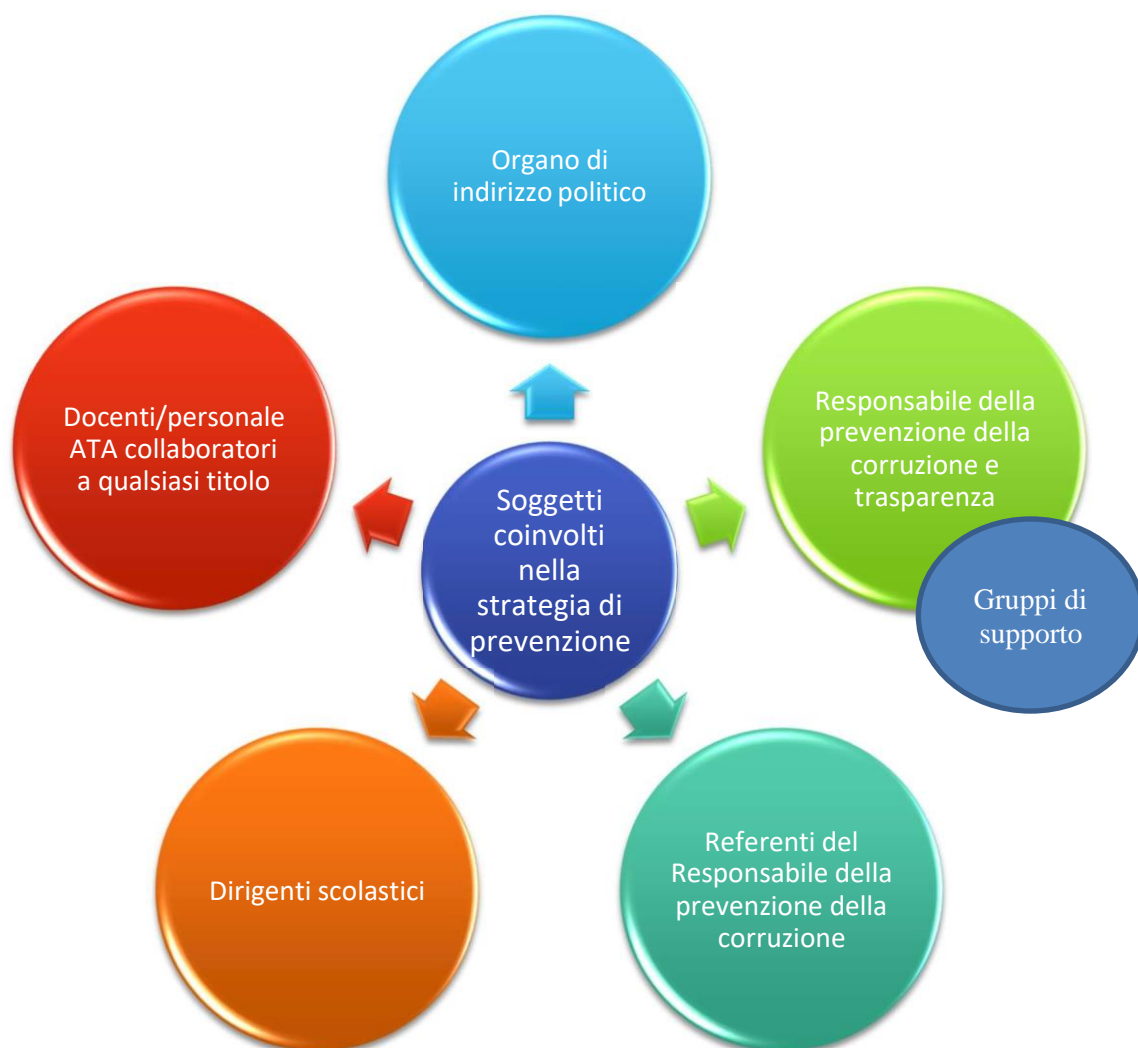 Organo di
indirizzo politico
Docenti/personale
ATA collaboratori
a qualsiasi titolo
Responsabile della
prevenzione della
corruzione e
trasparenza
Soggetti
coinvolti
nella
strategia di
prevenzione
Gruppi di
supporto
Dirigenti scolastici
Referenti del
Responsabile della
prevenzione della
corruzione